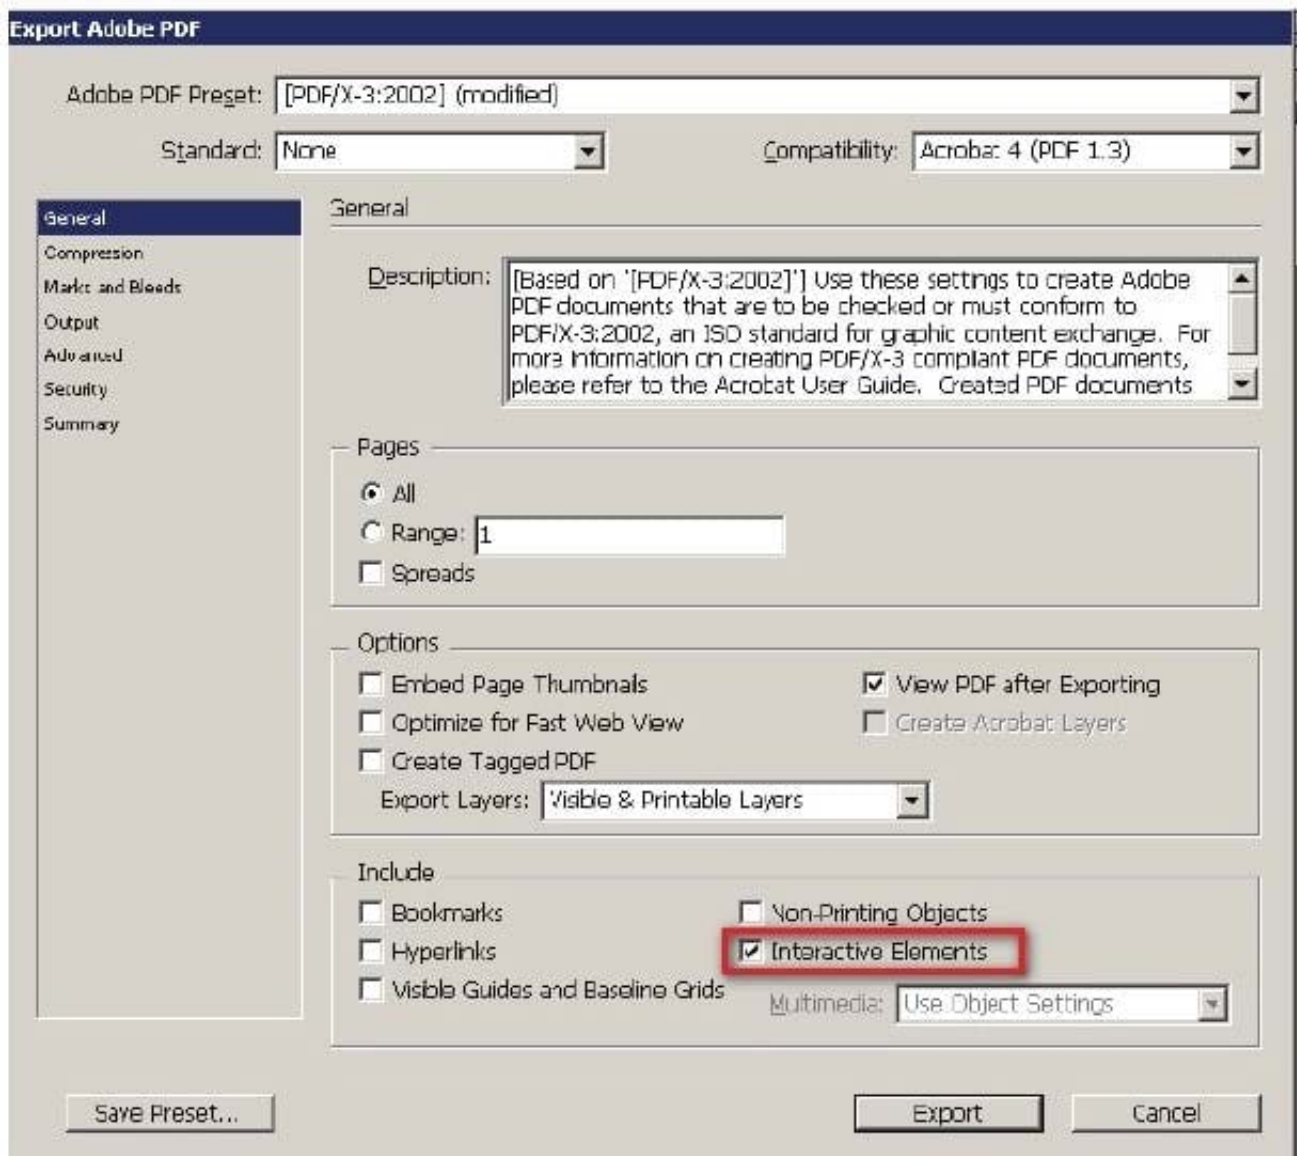 Export Adobe PDF
Adobe PDF Preset: [PDF/X-3:2002] (modified)
Standard: None Compatibility: Acrobat 4 (PDF 1.3)
General
Compression
Marks and Bleeds
Output
Advanced
Security
Summary
General
Description: [Based on '[PDF/X-3:2002]'] Use these settings to create Adobe
PDF documents that are to be checked or must conform to
PDF/X-3:2002, an ISO standard for graphic content exchange. For
more information on creating PDF/X-3 compliant PDF documents,
please refer to the Acrobat User Guide. Created PDF documents
Pages
All
Range: 1
Spreads
Options
Embed Page Thumbnails View PDF after Exporting
Optimize for Fast Web View Create Acrobat Layers
Create Tagged PDF
Export Layers: Visible & Printable Layers
Include
Bookmarks Non-Printing Objects
Hyperlinks Interactive Elements
Visible Guides and Baseline Grids
Multimedia: Use Object Settings
Save Preset... Export Cancel